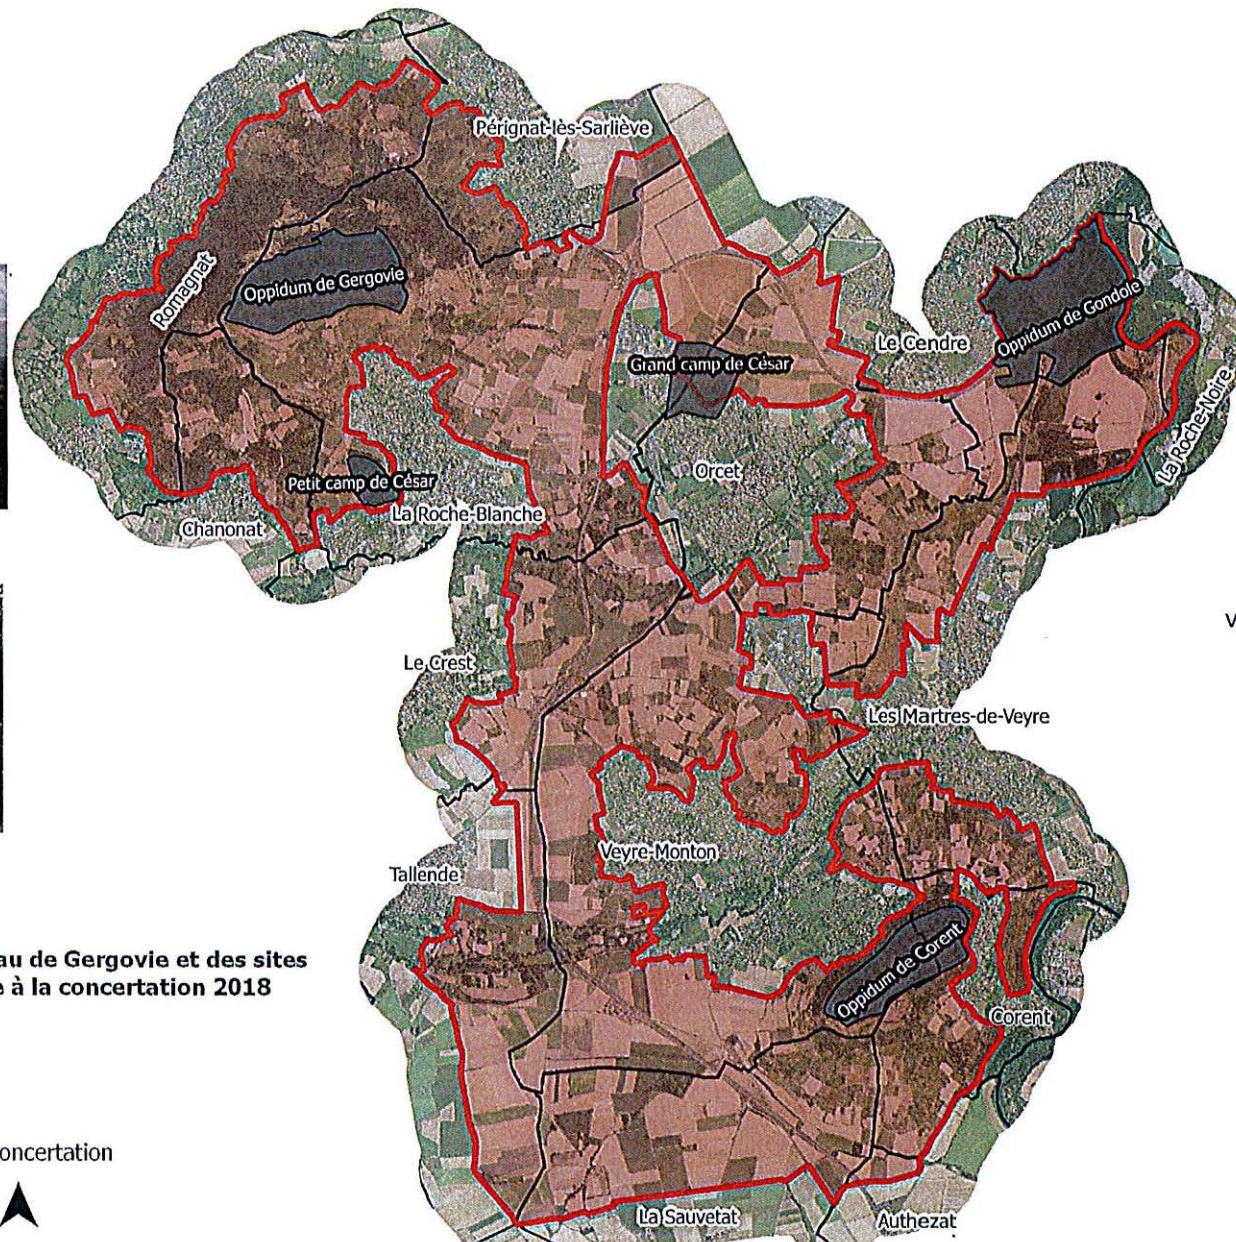 Pérignat-lès-Sarliève
Romagnat
Oppidum de Gergovie
Oppidum de Gondole
Le Cendre
Grand camp de César
La Roche-Noire
Orcet
Petit camp de César
La Roche-Blanche
Chanonat
Le Crest
Les Martres-de-Veyre
Veyre-Monton
Tallende
Oppidum de Corent
au de Gergovie et des sites
à la concertation 2018
Corent
oncertation
La Sauvetat
Authezat